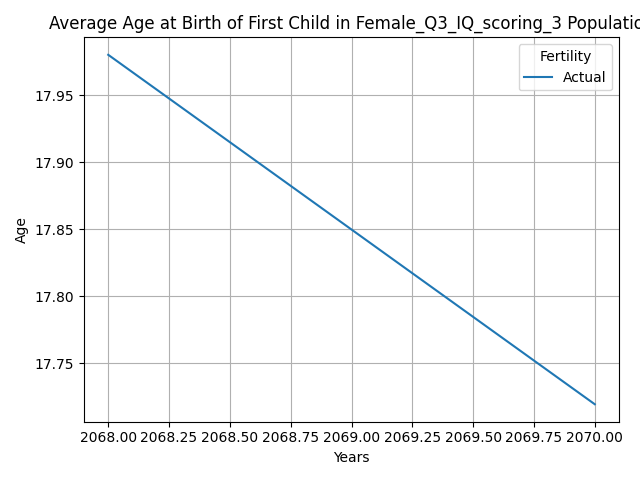 Average Age at Birth of First Child in Female_Q3_IQ_scoring_3 Populatio
Fertility
Actual
17.95
17.90
17.85
17.80
17.75
Age
2068.00 2068.25 2068.50 2068.75 2069.00 2069.25 2069.50 2069.75 2070.00
Years